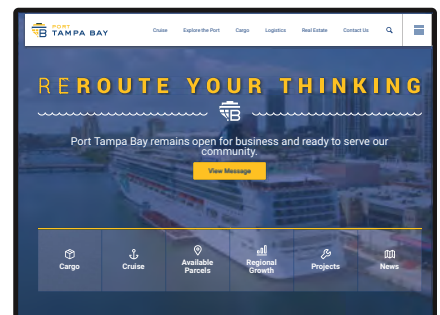 PORT
TAMPA BAY
Cruise Explore the Port Cargo Logistics Real Estate Contact Us
REROUTE YOUR THINKING
B
Port Tampa Bay remains open for business and ready to serve our
community.
View Message
Cargo Cruise Available Parcels Regional Growth Projects News